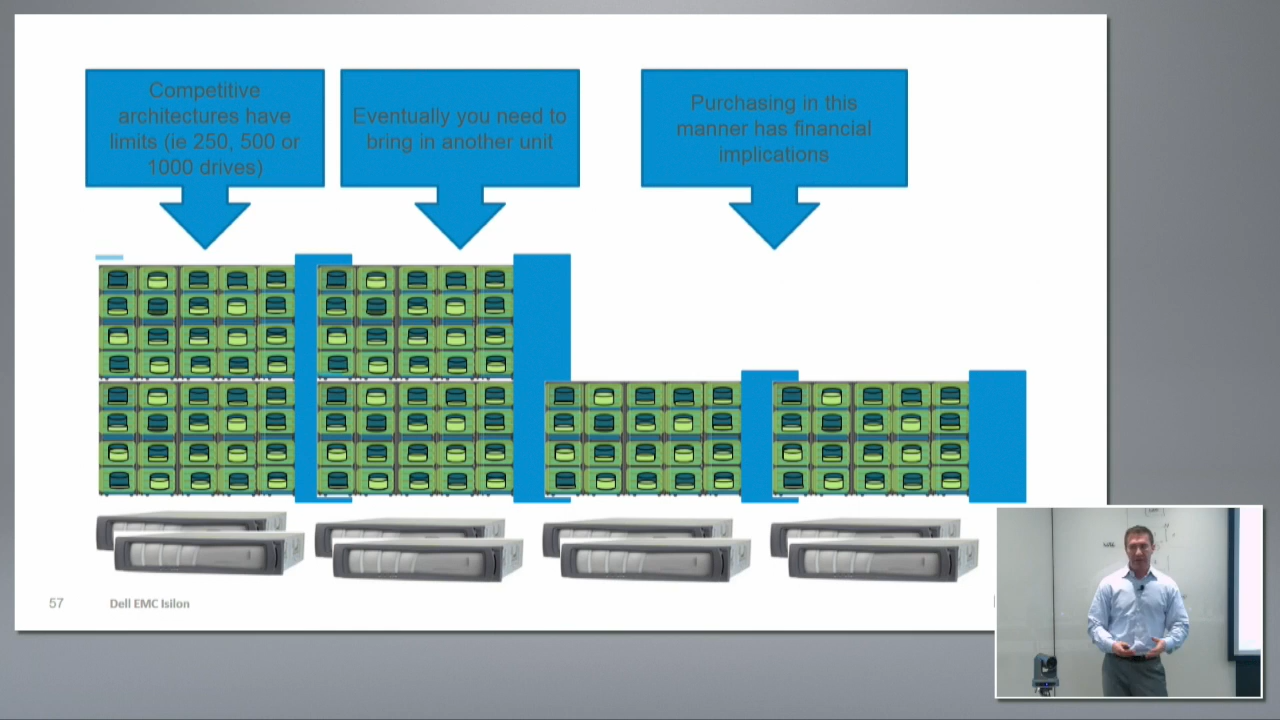 Competitive
architectures have
limits (ie 250, 500 or
1000 drives)
Eventually you need to
bring in another unit
Purchasing in this
manner has financial
implications
57
Dell EMC Isilon